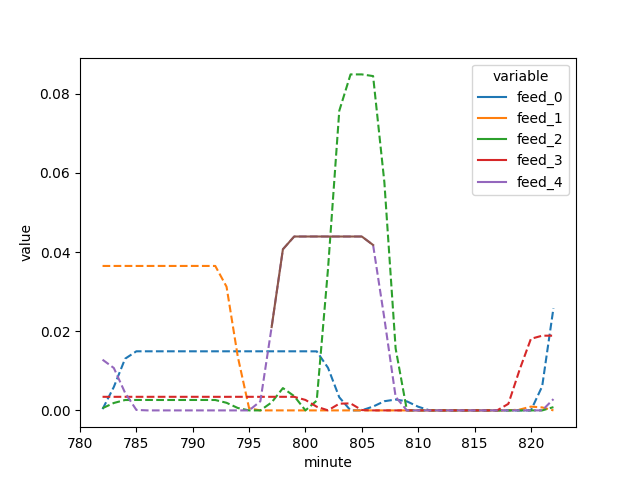 variable
feed_0
feed_1
feed_2
feed_3
feed_4
0.08
0.06
0.04
0.02
0.00
value
780 785 790 795 800 805 810 815 820
minute